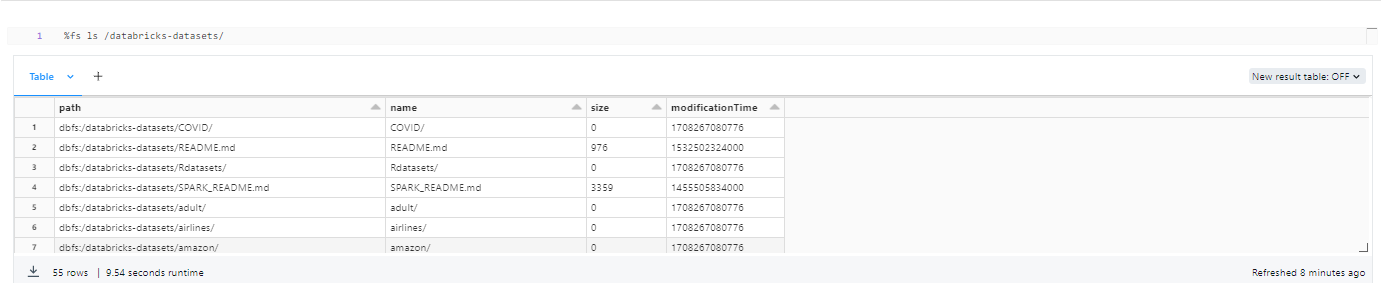 1 %fs ls /databricks-datasets/
Table +
New result table: OFF
path name size modificationTime
1 dbfs:/databricks-datasets/COVID/ COVID/ 0 1708267080776
2 dbfs:/databricks-datasets/README.md README.md 976 1532502324000
3 dbfs:/databricks-datasets/Rdatasets/ Rdatasets/ 0 1708267080776
4 dbfs:/databricks-datasets/SPARK_README.md SPARK_README.md 3359 1455505834000
5 dbfs:/databricks-datasets/adult/ adult/ 0 1708267080776
6 dbfs:/databricks-datasets/airlines/ airlines/ 0 1708267080776
7 dbfs:/databricks-datasets/amazon/ amazon/ 0 1708267080776
55 rows | 9.54 seconds runtime
Refreshed 8 minutes ago